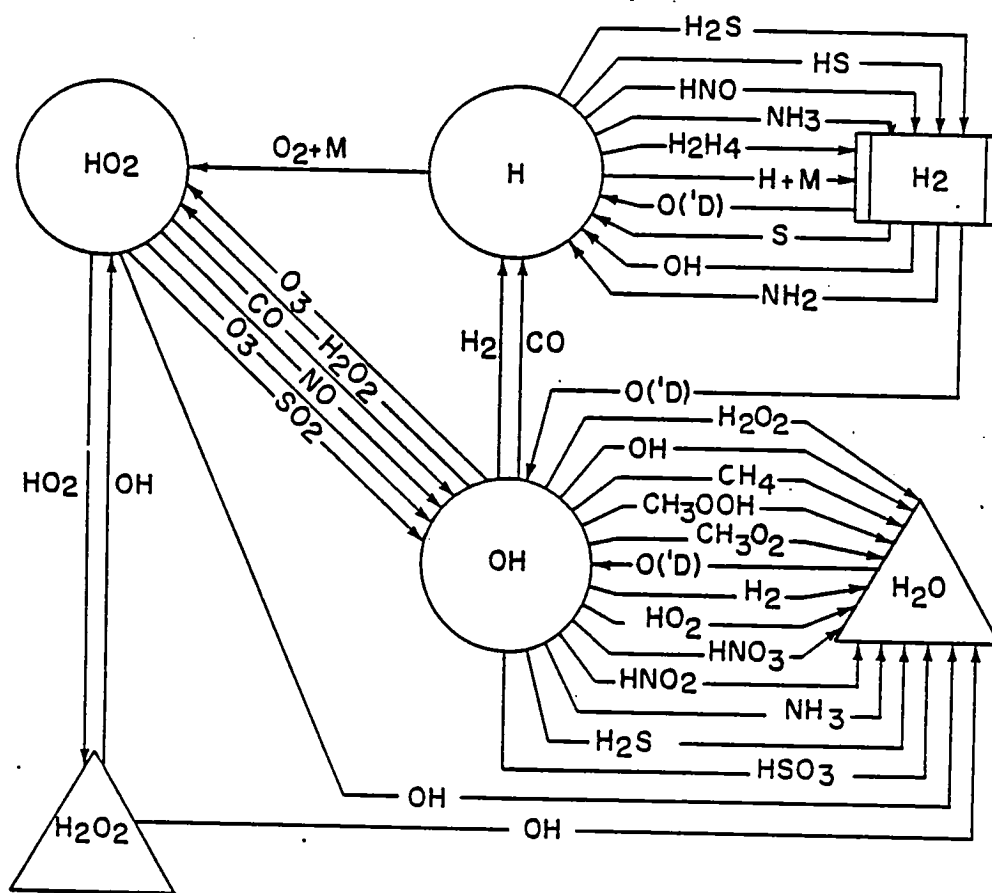 H2S
HS
HNO
NH3
HO2
O2+M
H
H2H4
H2
H+M
O('D)
S
OH
NH2
O3
H2O2
CO
NO
O3
SO2
H2
CO
O('D)
H2O2
OH
CH4
CH3OOH
CH3O2
OH
O('D)
H2O
H2
HO2
HNO3
HNO2
NH3
H2S
HSO3
HO2
OH
OH
H2O2
OH